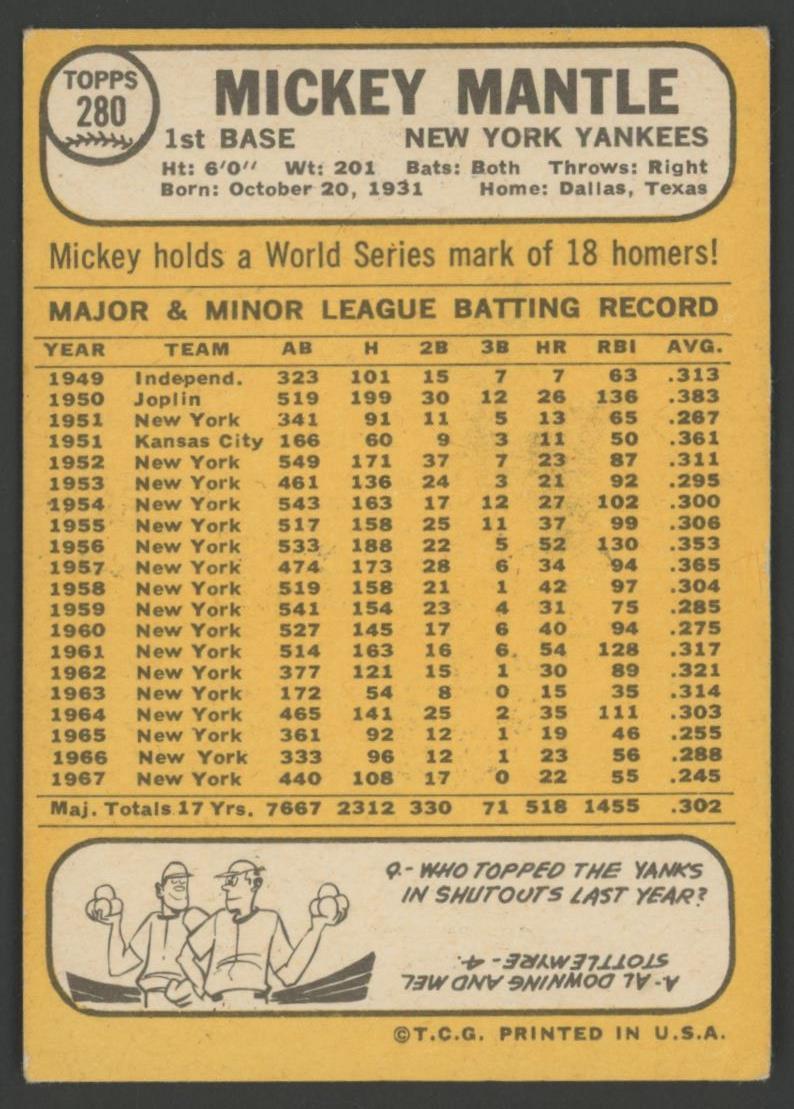 TOPPS
280
MICKEY MANTLE
1st BASE NEW YORK YANKEES
Ht: 6'0" Wt: 201 Bats: Both Throws: Right
Born: October 20, 1931 Home: Dallas, Texas
Mickey holds a World Series mark of 18 homers!
MAJOR & MINOR LEAGUE BATTING RECORD
YEAR TEAM AB H 2B 3B HR RBI AVG.
1949 Independ. 323 101 15 7 7 63 .313
1950 Joplin 519 199 30 12 26 136 .383
1951 New York 341 91 11 5 13 65 .267
1951 Kansas City 166 60 9 3 11 50 .361
1952 New York 549 171 37 7 23 87 .311
1953 New York 461 136 24 3 21 92 .295
1954 New York 543 163 17 12 27 102 .300
1955 New York 517 158 25 11 37 99 .306
1956 New York 533 188 22 5 52 130 .353
1957 New York 474 173 28 6 34 94 .365
1958 New York 519 158 21 1 42 97 .304
1959 New York 541 154 23 4 31 75 .285
1960 New York 527 145 17 6 40 94 .275
1961 New York 514 163 16 6 54 128 .317
1962 New York 377 121 15 1 30 89 .321
1963 New York 172 54 8 0 15 35 .314
1964 New York 465 141 25 2 35 111 .303
1965 New York 361 92 12 1 19 46 .255
1966 New York 333 96 12 1 23 56 .288
1967 New York 440 108 17 0 22 55 .245
Maj. Totals 17 Yrs. 7667 2312 330 71 518 1455 .302
Q.- WHO TOPPED THE YANKS
IN SHUTOUTS LAST YEAR?
A- AL DOWNING AND MEL
STOTTLEMYRE - 4.
©T.C.G. PRINTED IN U.S.A.